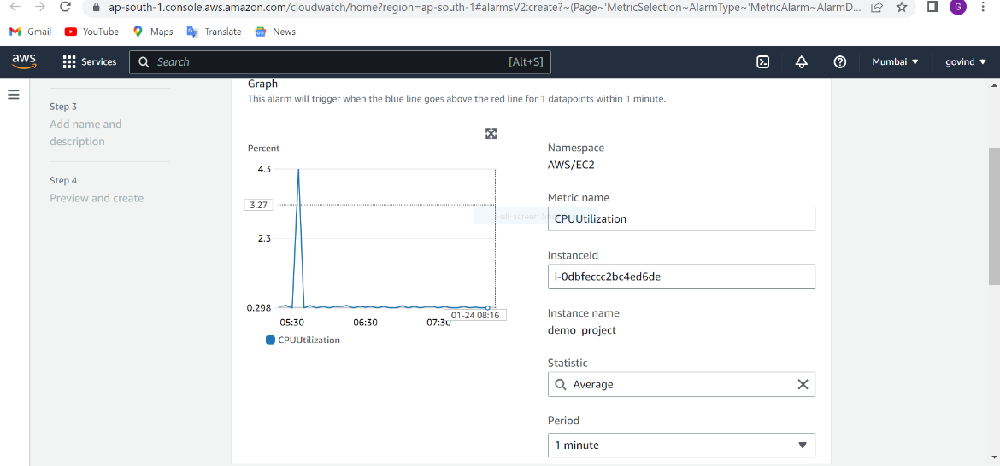 ap-south-1.console.aws.amazon.com/cloudwatch/home?region=ap-south-1#alarmsV2:create?~(Page~'MetricSelection~AlarmType~'MetricAlarm~AlarmD...
G
Gmail YouTube Maps Translate News
aws Services Search [Alt+S] Mumbai govind
Graph
This alarm will trigger when the blue line goes above the red line for 1 datapoints within 1 minute.
Step 3
Add name and
description
Step 4
Preview and create
Percent
4.3
3.27
2.3
0.298
05:30 06:30 07:30
01-24 08:16
CPUUtilization
Full-screen
Namespace
AWS/EC2
Metric name
CPUUtilization
InstanceId
i-0dbfeccc2bc4ed6de
Instance name
demo_project
Statistic
Average
Period
1 minute